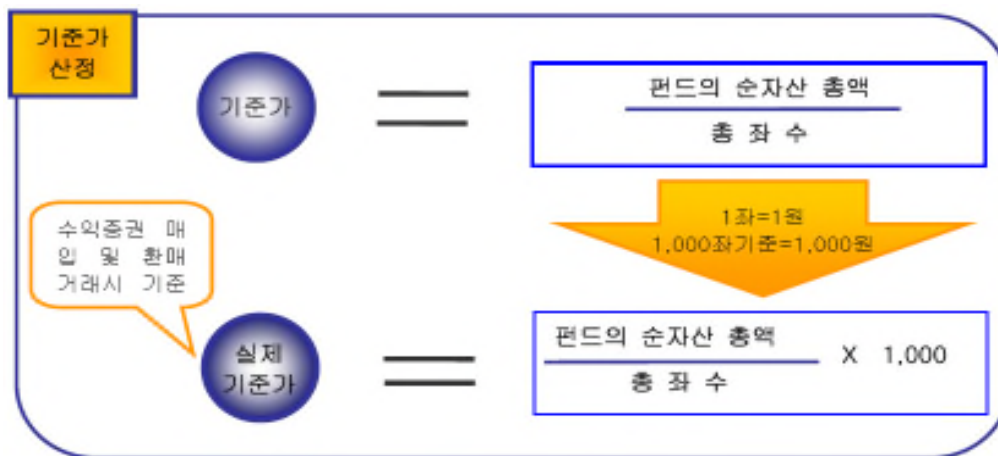 기준가
산정
기준가
펀드의 순자산 총액
총 좌 수
1좌=1원
1,000좌기준=1,000원
수익증권 매
입 및 환매
거래시 기준
실제
기준가
펀드의 순자산 총액
총 좌 수
X 1,000